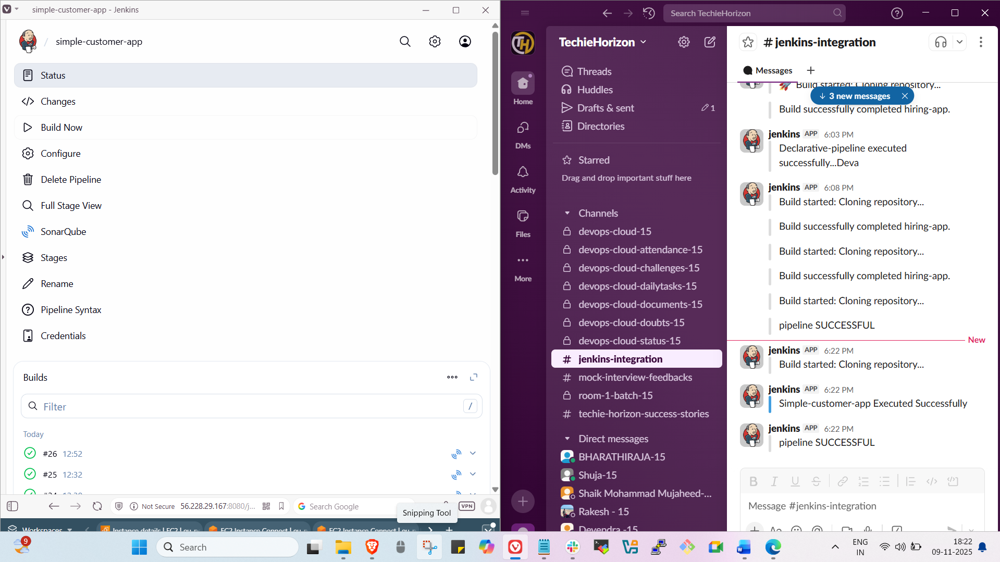 simple-customer-app - Jenkins
/ simple-customer-app
Status
Changes
Build Now
Configure
Delete Pipeline
Full Stage View
SonarQube
Stages
Rename
Pipeline Syntax
Credentials
Builds
Filter
/
Today
#26 12:52
#25 12:32
Not Secure 56.228.29.167:8080/j...
Search Google
VPN
Snipping Tool
Workspaces
Instance details | EC2 | eu-n
EC2 Instance Connect | eu
EC2 Instance Connect | eu-n
Search TechieHorizon
TH
Home
DMs
Activity
Files
More
TechieHorizon
Threads
Huddles
Drafts & sent 1
Directories
Starred
Drag and drop important stuff here
Channels
devops-cloud-15
devops-cloud-attendance-15
devops-cloud-challenges-15
devops-cloud-dailytasks-15
devops-cloud-documents-15
devops-cloud-doubts-15
devops-cloud-status-15
# jenkins-integration
# mock-interview-feedbacks
room-1-batch-15
# techie-horizon-success-stories
Direct messages
BHARATHIRAJA-15
Shuja-15
Shaik Mohammad Mujaheed-...
Rakesh - 15
Devendra -15
# jenkins-integration
Messages
Build started: Cloning repository...
3 new messages
Build successfully completed hiring-app.
jenkins APP 6:03 PM
Declarative-pipeline executed
successfully...Deva
jenkins APP 6:08 PM
Build started: Cloning repository...
Build successfully completed hiring-app.
Build started: Cloning repository...
Build successfully completed hiring-app.
Build started: Cloning repository...
pipeline SUCCESSFUL
New
jenkins APP 6:22 PM
Build started: Cloning repository...
jenkins APP 6:22 PM
Simple-customer-app Executed Successfully
jenkins APP 6:22 PM
pipeline SUCCESSFUL
B I U S
Message #jenkins-integration
Aa
9
Search
ENG
IN
18:22
09-11-2025